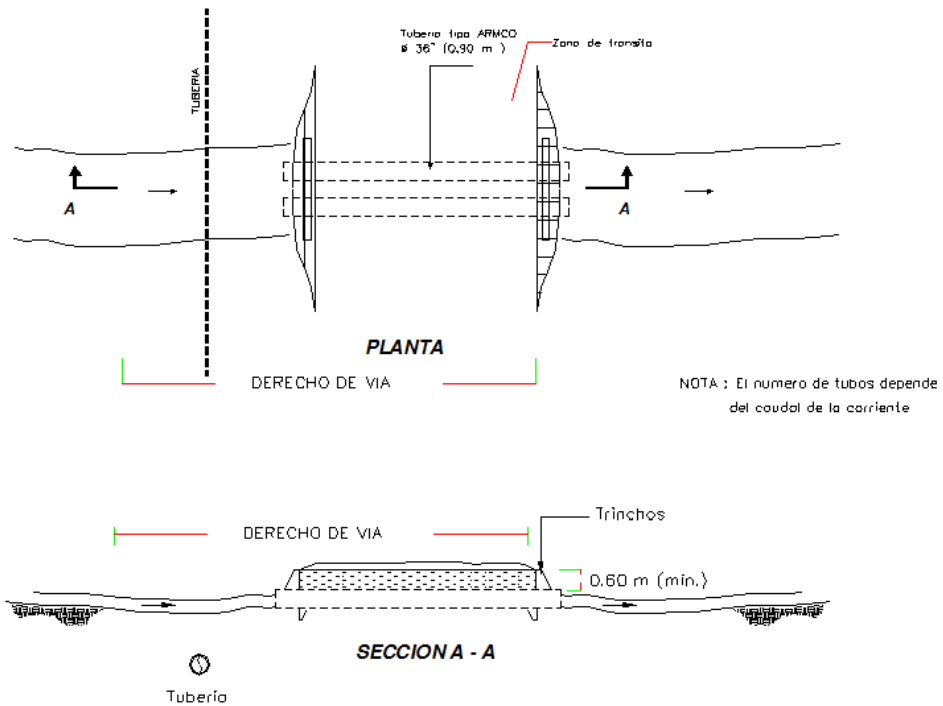 Tuberia tipo ARMCO
ø 36" (0.90 m )
Zona de transito
TUBERIA
A
A
PLANTA
DERECHO DE VIA
NOTA : El numero de tubos depende
del caudal de la corriente
Trinchos
DERECHO DE VIA
0.60 m (min.)
SECCION A - A
Tubería